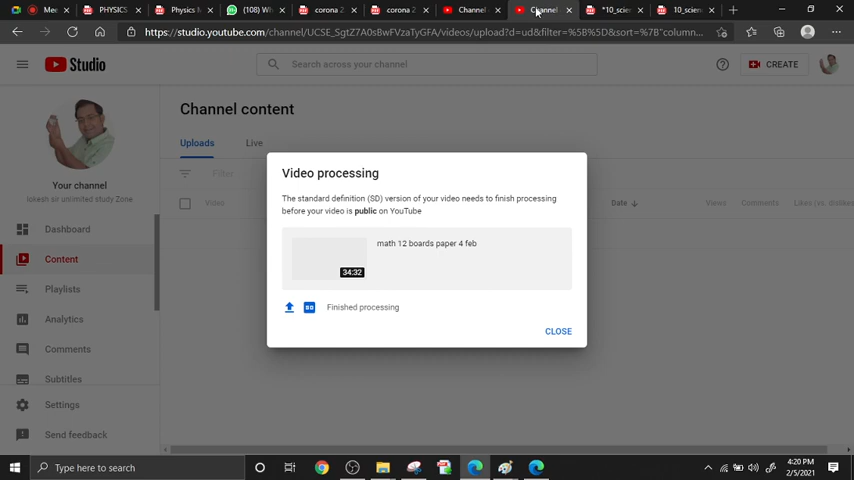 Mee
PHYSICS
Physics M
(108) Wh
corona 2.
corona 2.
Channel
Channel
*10_scien
10_scien
https://studio.youtube.com/channel/UCSE_SgtZ7A0sBwFVzaTyGFA/videos/upload?d=ud&filter=%5B%5D&sort=%7B"column...
Studio
Search across your channel
CREATE
Channel content
Uploads
Live
Filter
Video
Date
Views
Comments
Likes (vs. dislikes
Your channel
lokesh sir unlimited study Zone
Dashboard
Content
Playlists
Analytics
Comments
Subtitles
Settings
Send feedback
Video processing
The standard definition (SD) version of your video needs to finish processing
before your video is public on YouTube
math 12 boards paper 4 feb
34:32
Finished processing
CLOSE
Type here to search
4:20 PM
2/5/2021